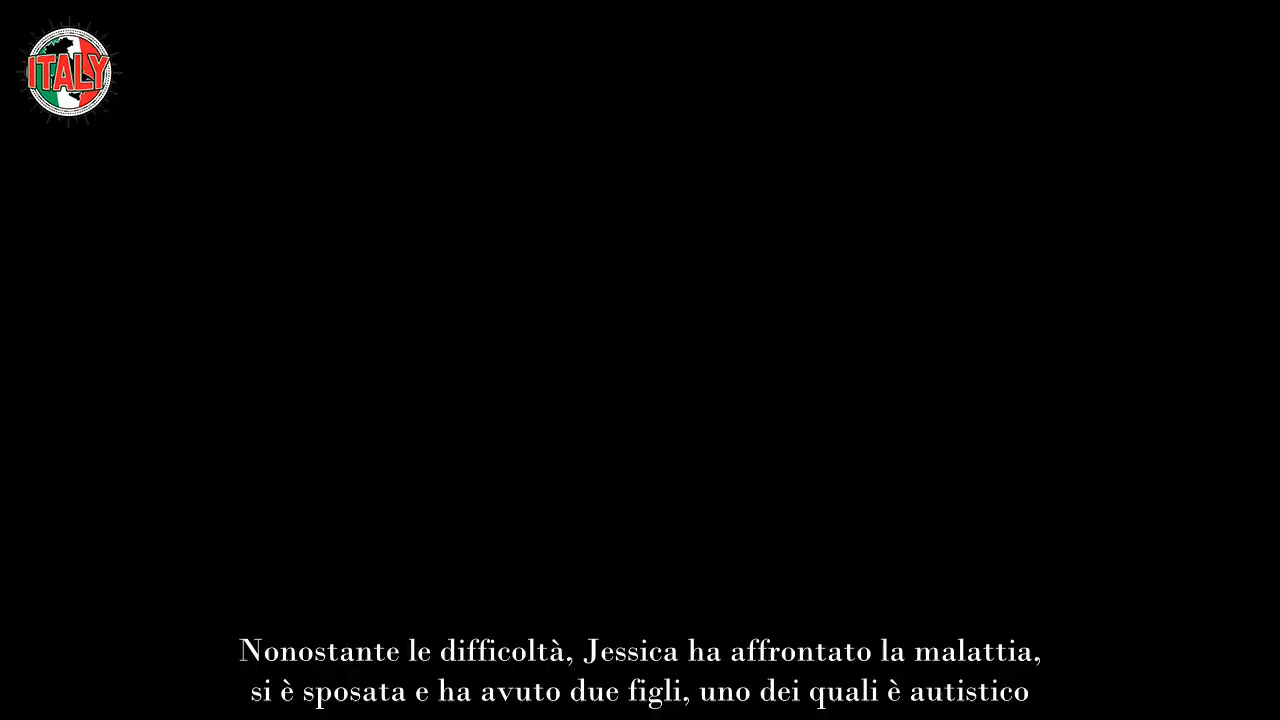 ITALY
Nonostante le difficoltà, Jessica ha affrontato la malattia,
si è sposata e ha avuto due figli, uno dei quali è autistico